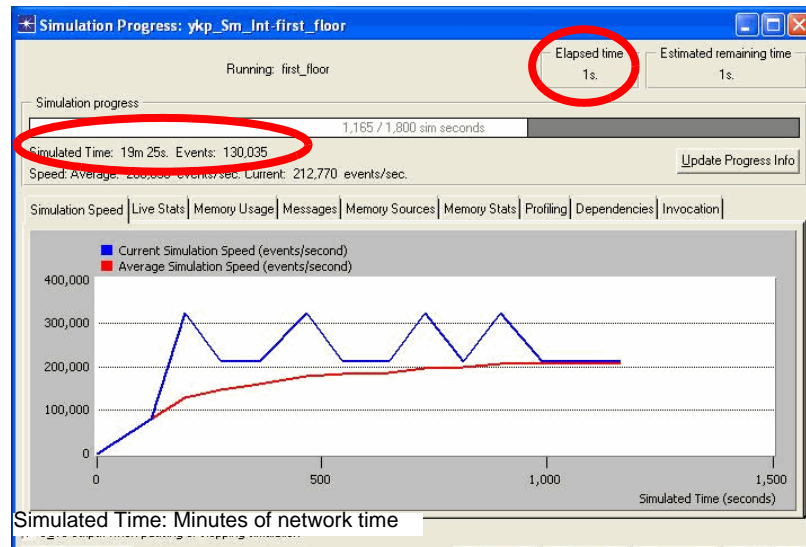 Simulation Progress: ykp_Sm_Int-first_floor
Running: first_floor
Elapsed time
1s.
Estimated remaining time
1s.
Simulation progress
1,165 / 1,800 sim seconds
Simulated Time: 19m 25s. Events: 130,035
Speed: Average: events/sec. Current: 212,770 events/sec.
Update Progress Info
Simulation Speed Live Stats Memory Usage Messages Memory Sources Memory Stats Profiling Dependencies Invocation
Current Simulation Speed (events/second)
Average Simulation Speed (events/second)
400,000
300,000
200,000
100,000
0
0 500 1,000 1,500
Simulated Time (seconds)
Simulated Time: Minutes of network time